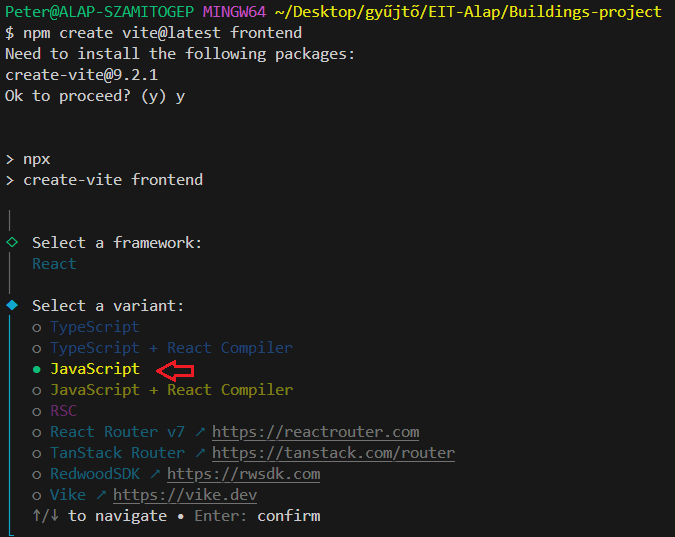 Peter@ALAP-SZAMITOGEP MINGW64 ~/Desktop/gyűjtő/EIT-Alap/Buildings-project
$ npm create vite@latest frontend
Need to install the following packages:
create-vite@9.2.1
Ok to proceed? (y) y
> npx
> create-vite frontend
Select a framework:
React
Select a variant:
TypeScript
TypeScript + React Compiler
JavaScript
JavaScript + React Compiler
RSC
React Router v7 ↗ https://reactrouter.com
TanStack Router ↗ https://tanstack.com/router
RedwoodSDK ↗ https://rwsdk.com
Vike ↗ https://vike.dev
↑/↓ to navigate • Enter: confirm